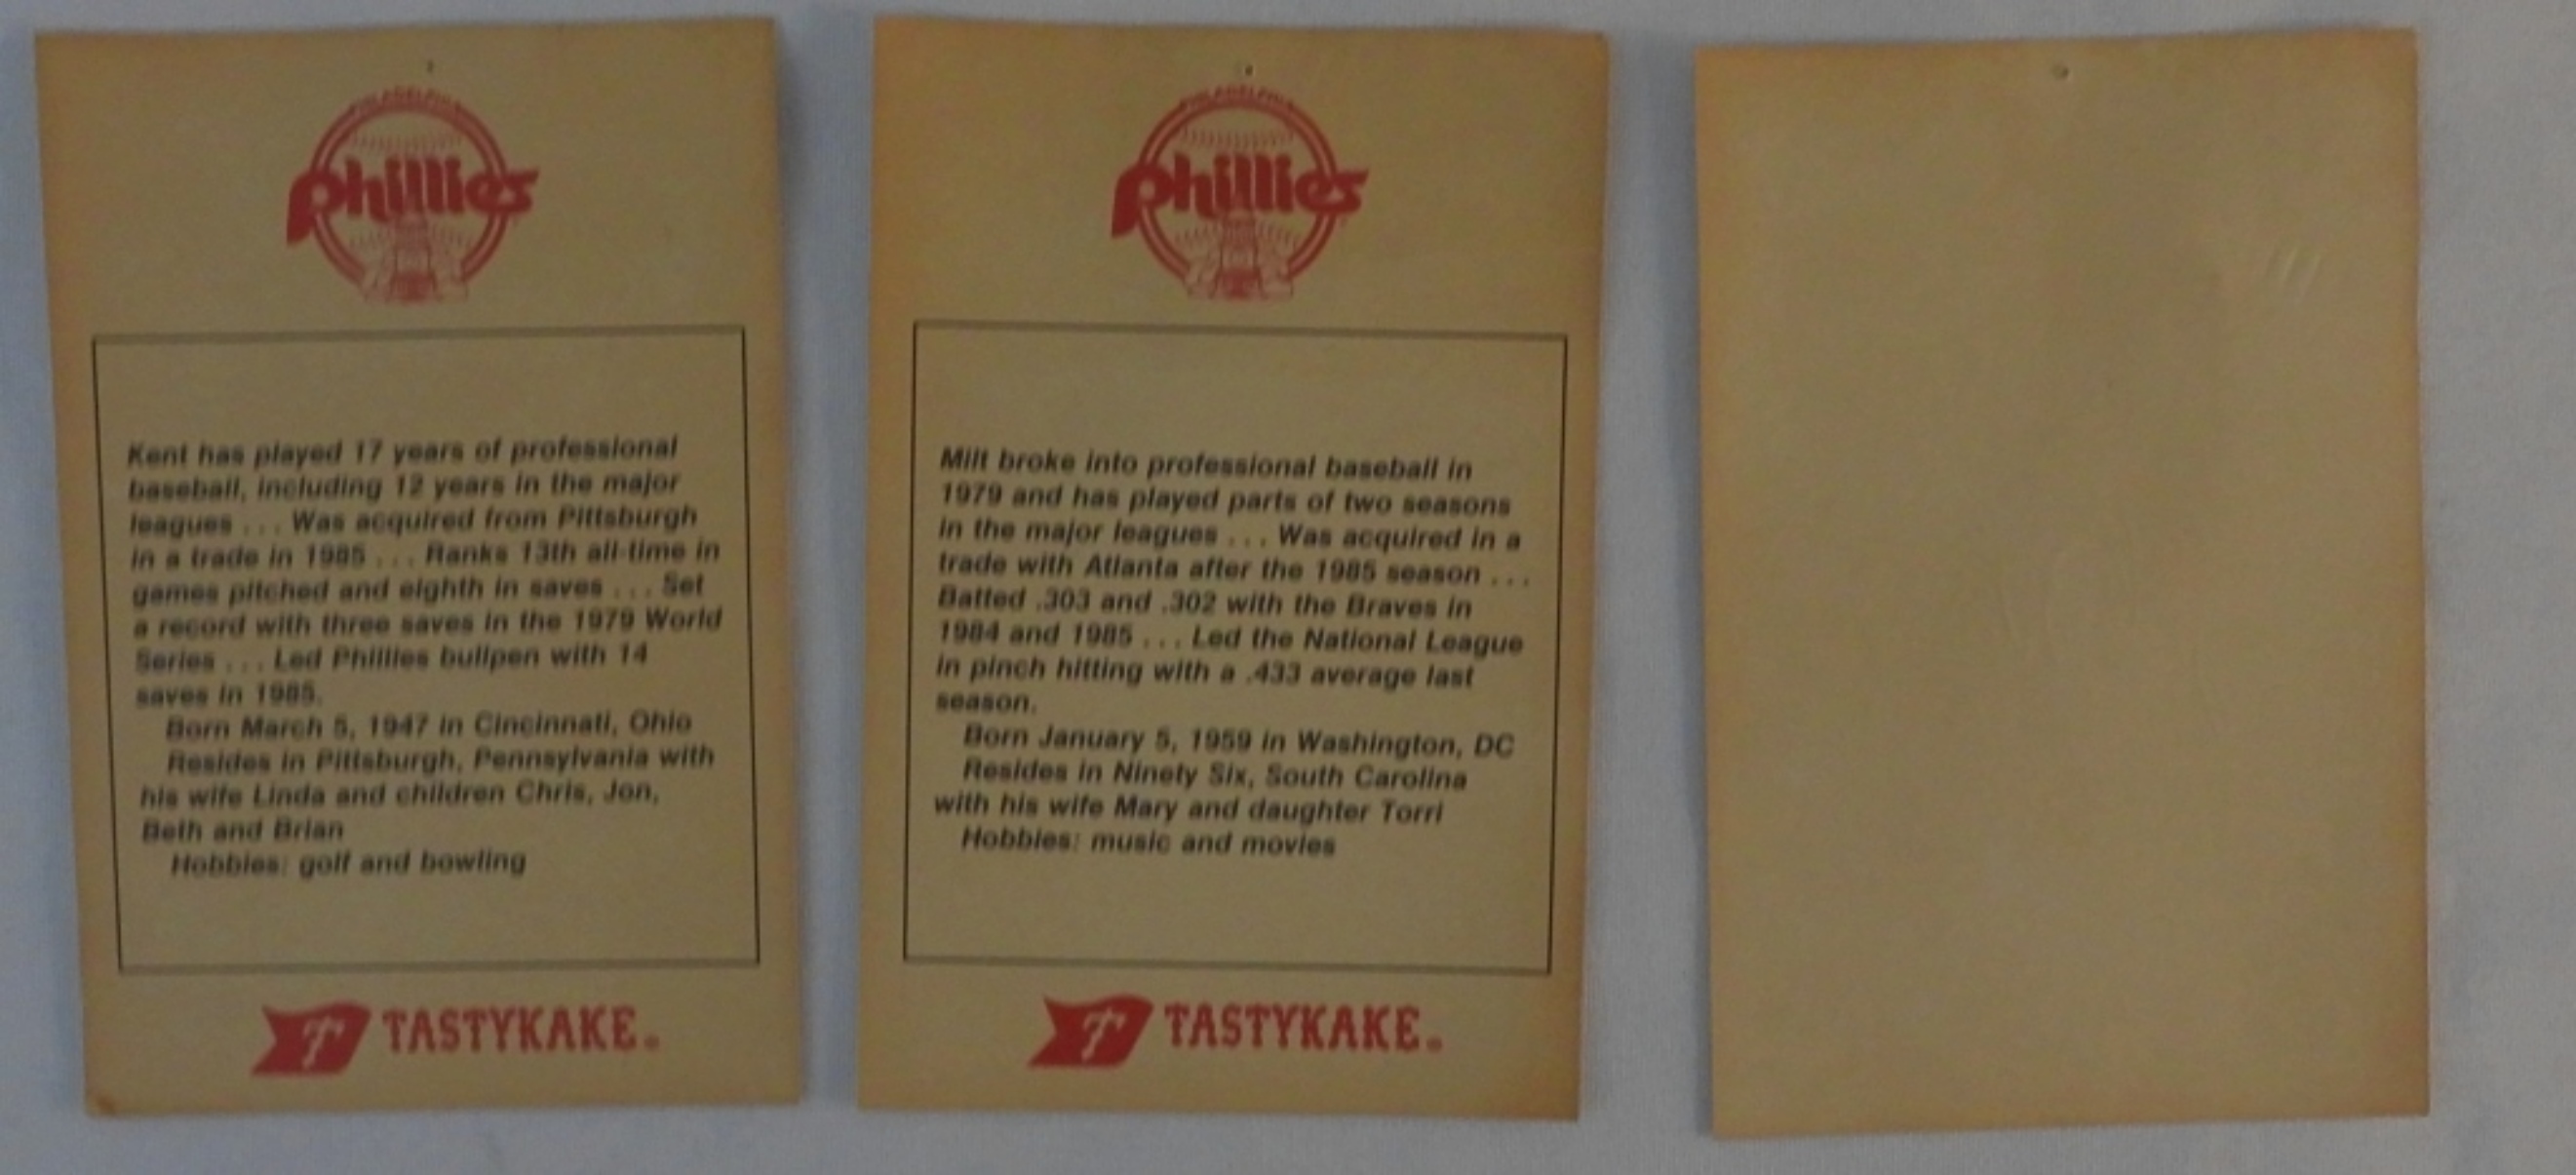 PHILADELPHIA
Phillies
Kent has played 17 years of professional
baseball, including 12 years in the major
leagues . . . Was acquired from Pittsburgh
in a trade in 1985 . . . Ranks 13th all-time in
games pitched and eighth in saves . . . Set
a record with three saves in the 1979 World
Series . . . Led Phillies bullpen with 14
saves in 1985.
Born March 5, 1947 in Cincinnati, Ohio
Resides in Pittsburgh, Pennsylvania with
his wife Linda and children Chris, Jon,
Beth and Brian
Hobbies: golf and bowling
T TASTYKAKE®
PHILADELPHIA
Phillies
Milt broke into professional baseball in
1979 and has played parts of two seasons
in the major leagues . . . Was acquired in a
trade with Atlanta after the 1985 season . . .
Batted .303 and .302 with the Braves in
1984 and 1985 . . . Led the National League
in pinch hitting with a .433 average last
season.
Born January 5, 1959 in Washington, DC
Resides in Ninety Six, South Carolina
with his wife Mary and daughter Torri
Hobbies: music and movies
T TASTYKAKE®